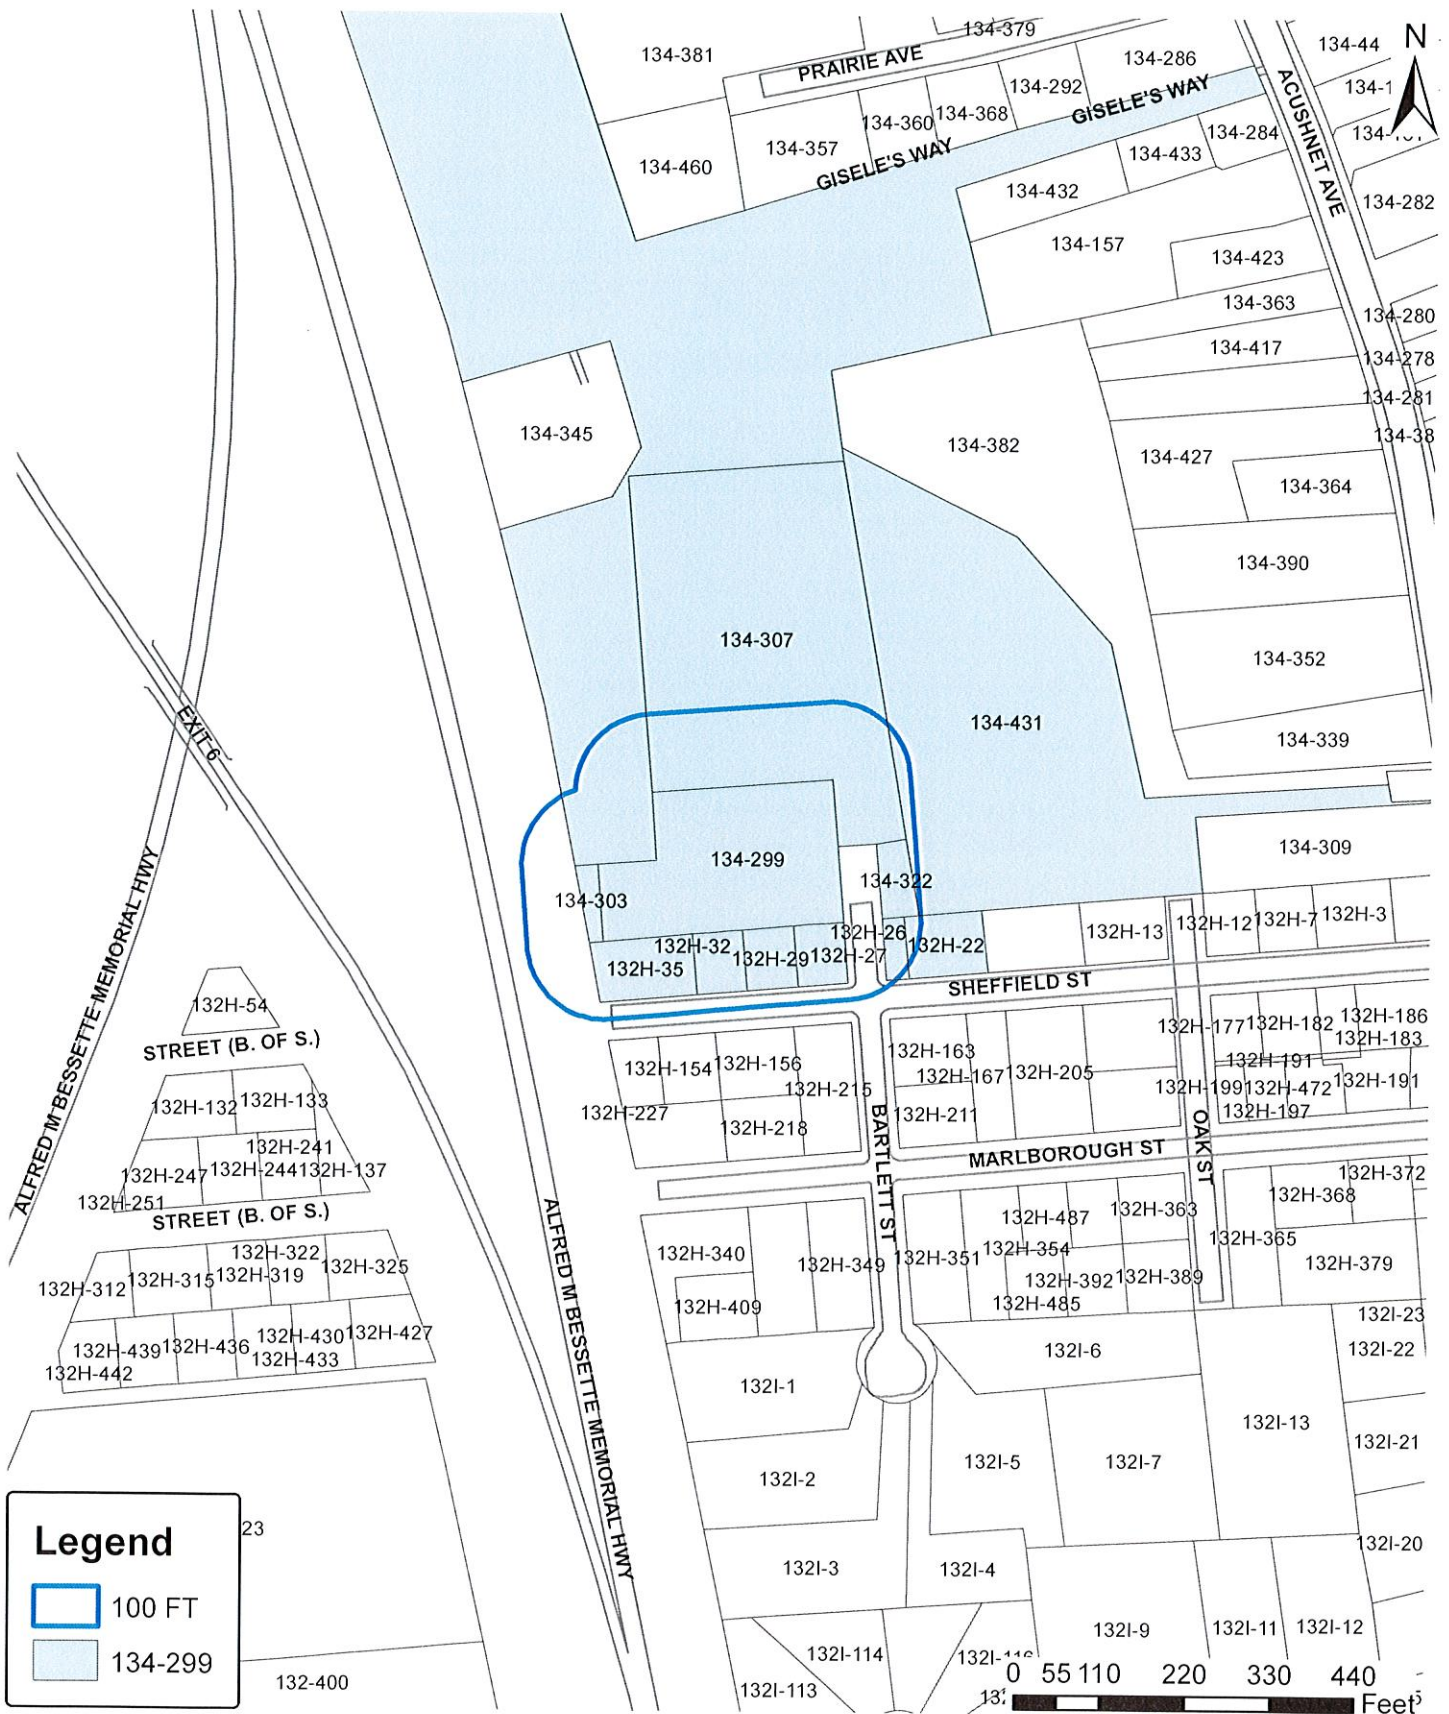 134-379
134-381
134-44
N
PRAIRIE AVE
134-286
134-292
134-1
GISELE'S WAY
ACUSHNET AVE
134-360
134-368
134-284
134-357
134-433
134-460
GISELE'S WAY
134-432
134-282
134-157
134-423
134-363
134-280
134-417
134-278
134-281
134-345
134-382
134-38
134-427
134-364
134-390
134-307
134-352
134-431
EXIT 6
134-339
134-299
134-309
134-322
134-303
132H-12
132H-7
132H-3
132H-26
132H-13
132H-32
132H-22
132H-29
132H-27
132H-35
SHEFFIELD ST
ALFRED M BESSETTE MEMORIAL HWY
132H-54
132H-186
132H-177
132H-182
132H-183
STREET (B. OF S.)
132H-163
132H-154
132H-156
132H-191
132H-167
132H-205
132H-191
132H-215
132H-199
132H-472
132H-132
132H-133
132H-227
132H-211
132H-197
132H-218
BARTLETT ST
OAK ST
132H-241
MARLBOROUGH ST
132H-247
132H-244
132H-137
132H-372
132H-251
132H-368
STREET (B. OF S.)
132H-487
132H-363
132H-322
132H-340
132H-354
132H-365
132H-325
132H-349
132H-351
132H-379
132H-315
132H-319
132H-312
132H-392
132H-389
132H-409
132H-485
ALFRED M BESSETTE MEMORIAL HWY
132I-23
132H-430
132H-427
132H-439
132H-436
132I-6
132I-22
132H-433
132H-442
132I-1
132I-13
132I-21
132I-5
132I-7
132I-2
23
132I-20
132I-3
132I-4
132I-9
132I-11
132I-12
132I-114
132-400
132I-113
Legend
100 FT
134-299
0 55 110 220 330 440
Feet